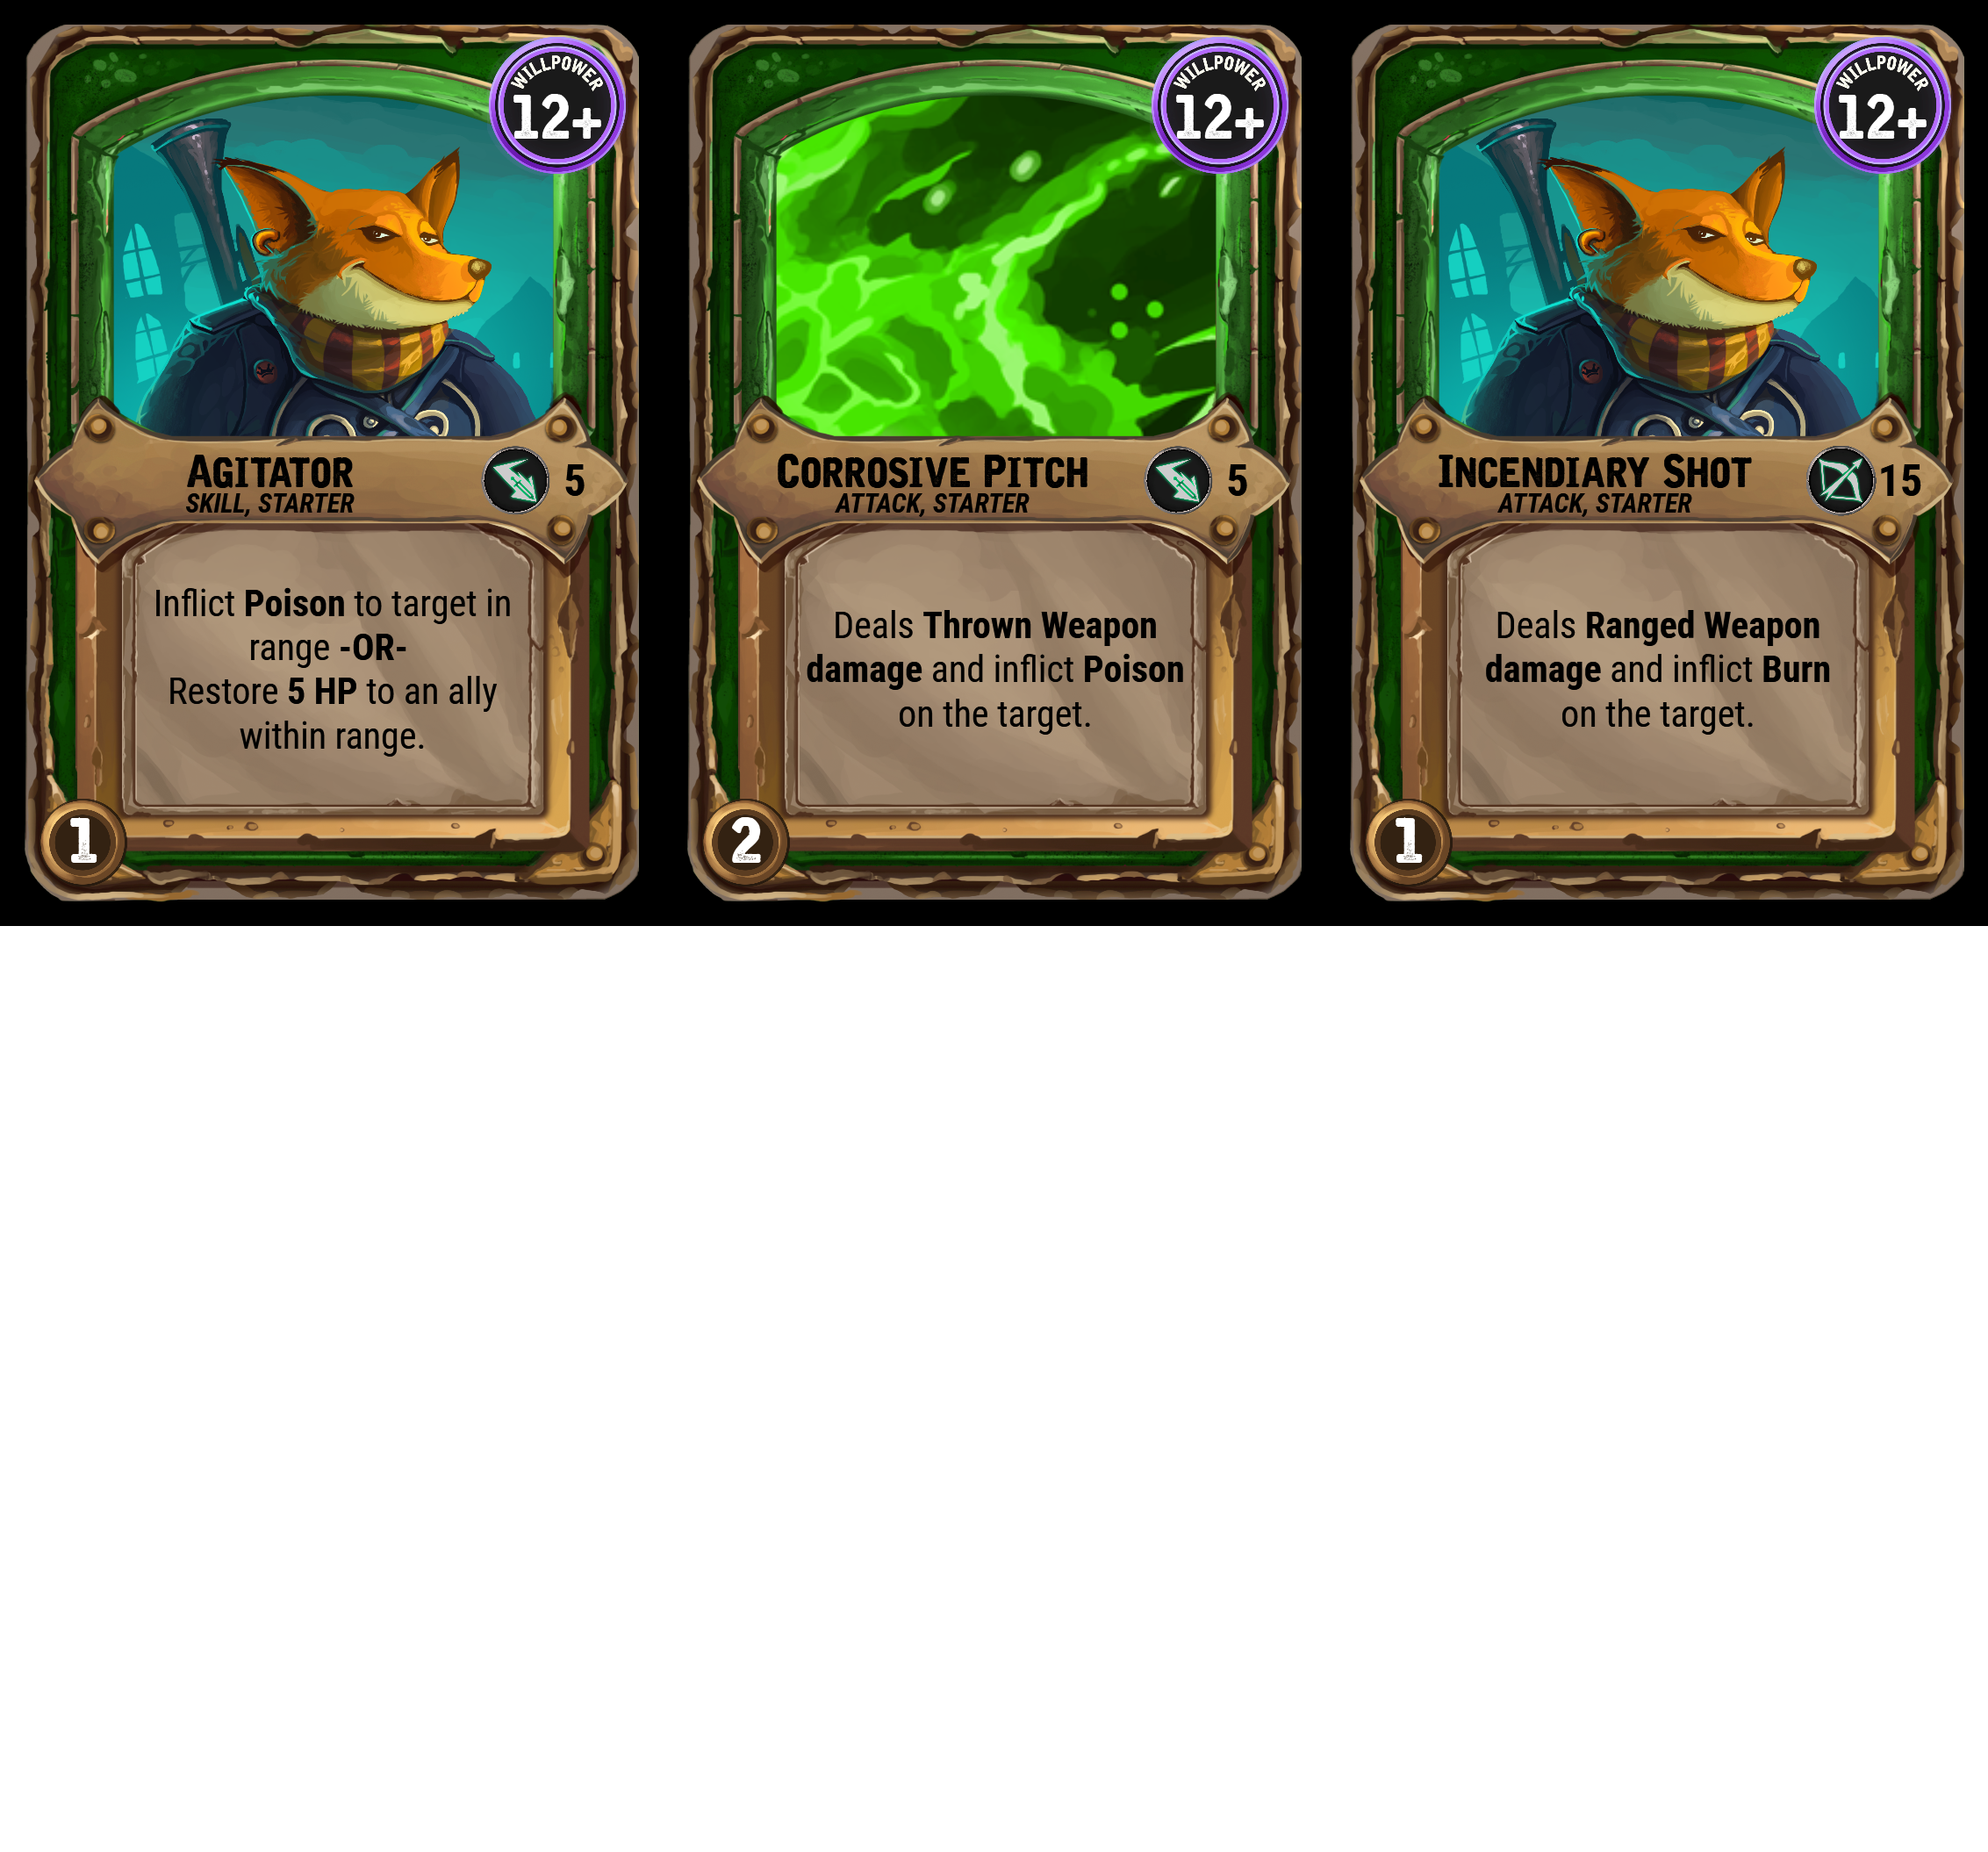 WILLPOWER
12+
AGITATOR
SKILL, STARTER
5
Inflict Poison to target in
range -OR-
Restore 5 HP to an ally
within range.
1
WILLPOWER
12+
CORROSIVE PITCH
ATTACK, STARTER
5
Deals Thrown Weapon
damage and inflict Poison
on the target.
2
WILLPOWER
12+
INCENDIARY SHOT
ATTACK, STARTER
15
Deals Ranged Weapon
damage and inflict Burn
on the target.
1